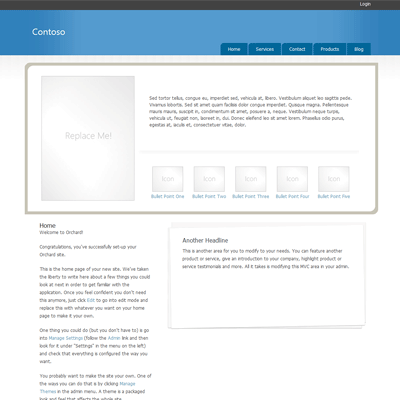 Login
Contoso
Home Services Contact Products Blog
Replace Me!
Sed tortor tellus, congue eu, imperdiet sed, vehicula at, libero. Vestibulum aliquet leo sagittis pede.
Vivamus lobortis. Sed sit amet quam facilisis dolor congue imperdiet. Quisque magna. Pellentesque
mauris mauris, suscipit in, condimentum sit amet, posuere a, neque. Vestibulum neque turpis,
vehicula ut, feugiat non, laoreet in, dui. Donec eleifend leo sit amet lorem. Phasellus odio purus,
egestas at, iaculis et, consectetuer vitae, dolor.
Icon Icon Icon Icon Icon
Bullet Point One Bullet Point Two Bullet Point Three Bullet Point Four Bullet Point Five
Home
Welcome to Orchard!
Congratulations, you've successfully set-up your
Orchard site.
This is the home page of your new site. We've taken
the liberty to write here about a few things you could
look at next in order to get familiar with the
application. Once you feel confident you don't need
this anymore, just click Edit to go into edit mode and
replace this with whatever you want on your home
page to make it your own.
One thing you could do (but you don't have to) is go
into Manage Settings (follow the Admin link and then
look for it under "Settings" in the menu on the left)
and check that everything is configured the way you
want.
You probably want to make the site your own. One of
the ways you can do that is by clicking Manage
Themes in the admin menu. A theme is a packaged
look and feel that affects the whole site.
Another Headline
This is another area for you to modify to your needs. You can feature another
product or service, give an introduction to your company, highlight product or
service testimonials and more. All it takes is modifying this MVC area in your admin.